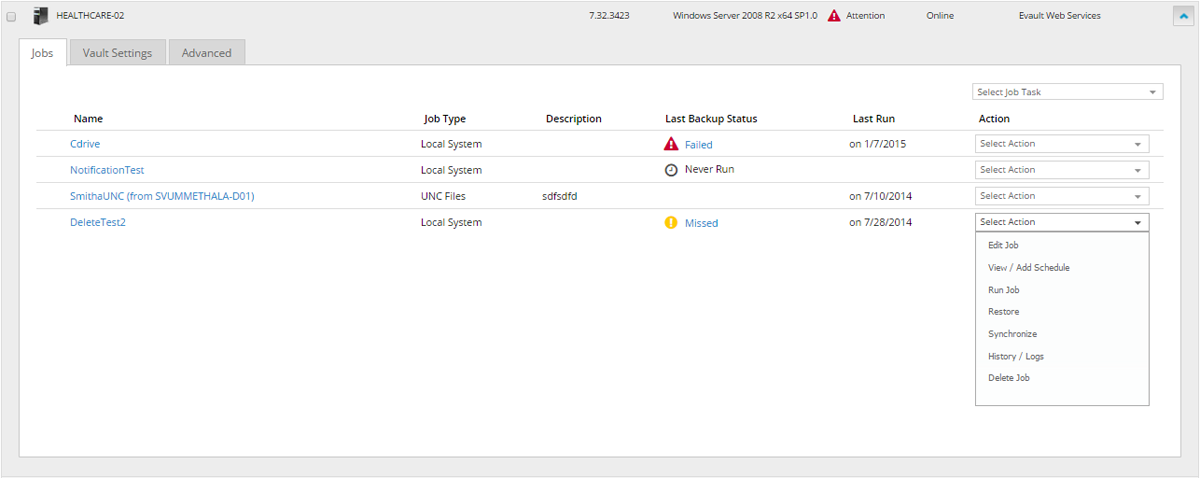 HEALTHCARE-02 7.32.3423 Windows Server 2008 R2 x64 SP1.0 Attention Online Evault Web Services
Jobs Vault Settings Advanced
Select Job Task
Name Job Type Description Last Backup Status Last Run Action
Cdrive Local System Failed on 1/7/2015 Select Action
NotificationTest Local System Never Run Select Action
SmithaUNC (from SVUMMETHALA-D01) UNC Files sdfsdfd on 7/10/2014 Select Action
DeleteTest2 Local System Missed on 7/28/2014 Select Action
Edit Job
View / Add Schedule
Run Job
Restore
Synchronize
History / Logs
Delete Job